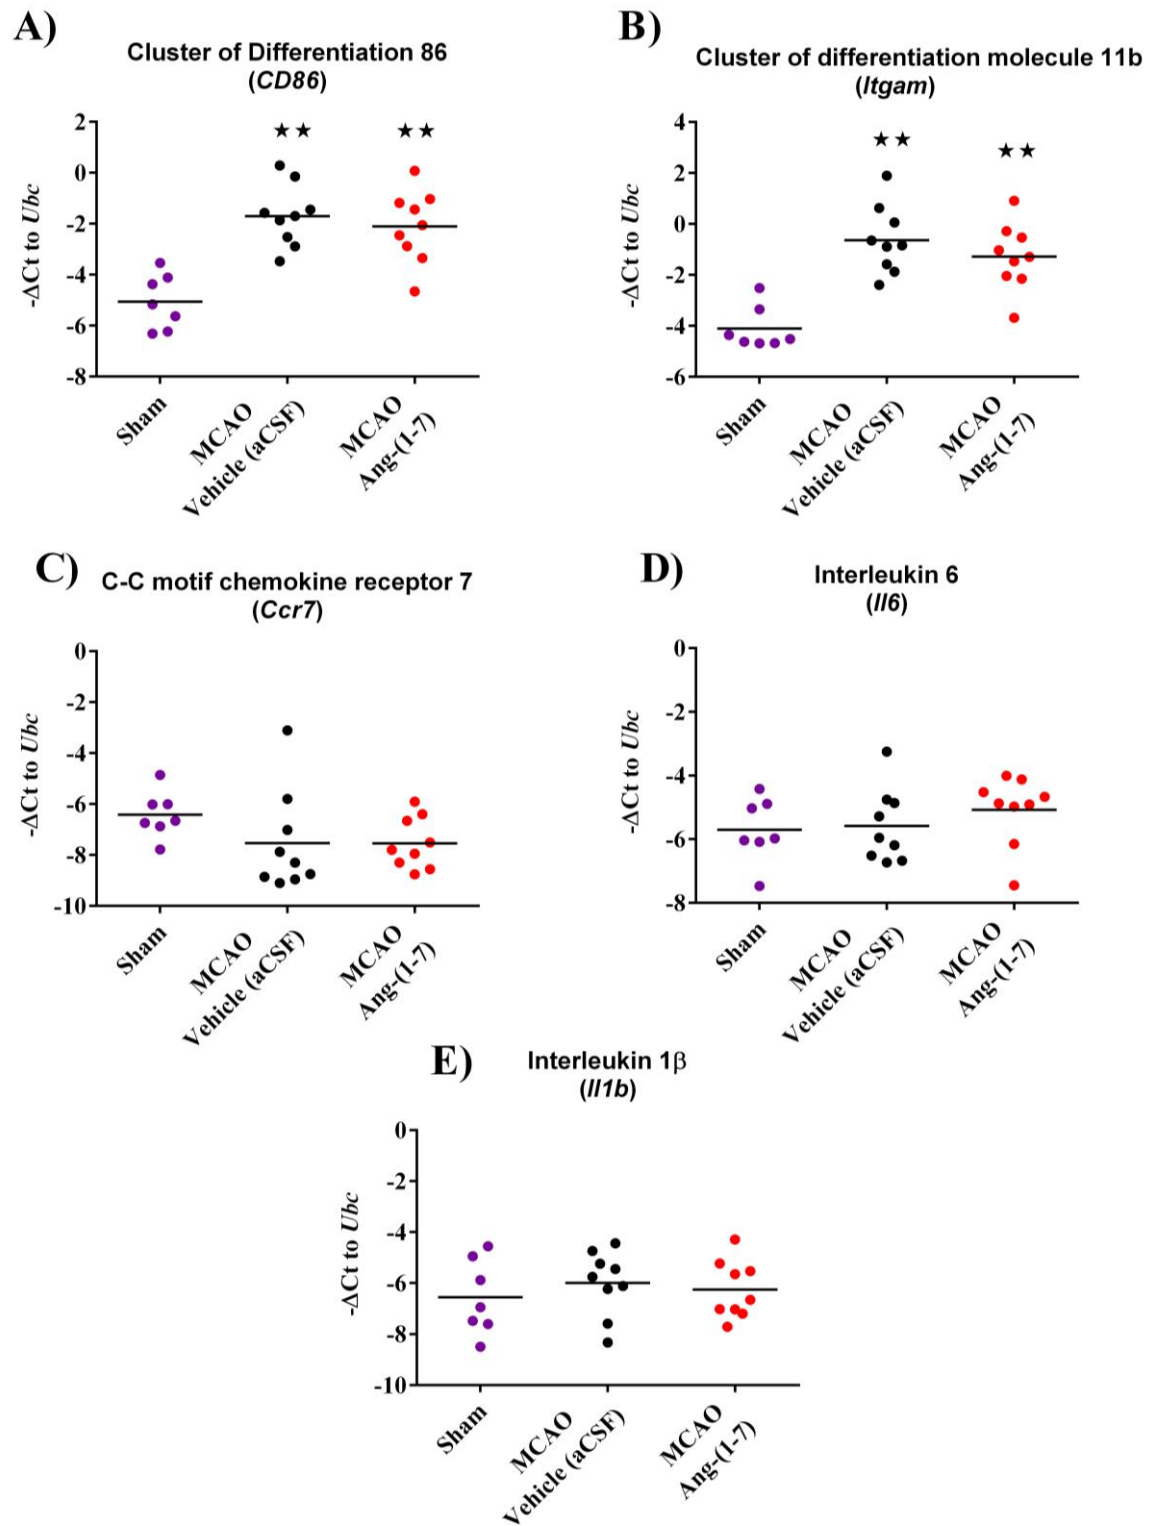 A)
Cluster of Differentiation 86
(CD86)
-ΔCt to Ubc
2
0
-2
-4
-6
-8
★★
★★
Sham
MCAO
Vehicle (aCSF)
MCAO
Ang-(1-7)
B)
Cluster of differentiation molecule 11b
(Itgam)
-ΔCt to Ubc
4
2
0
-2
-4
-6
★★
★★
Sham
MCAO
Vehicle (aCSF)
MCAO
Ang-(1-7)
C)
C-C motif chemokine receptor 7
(Ccr7)
-ΔCt to Ubc
0
-2
-4
-6
-8
-10
Sham
MCAO
Vehicle (aCSF)
MCAO
Ang-(1-7)
D)
Interleukin 6
(Il6)
-ΔCt to Ubc
0
-2
-4
-6
-8
Sham
MCAO
Vehicle (aCSF)
MCAO
Ang-(1-7)
E)
Interleukin 1β
(Il1b)
-ΔCt to Ubc
0
-2
-4
-6
-8
-10
Sham
MCAO
Vehicle (aCSF)
MCAO
Ang-(1-7)